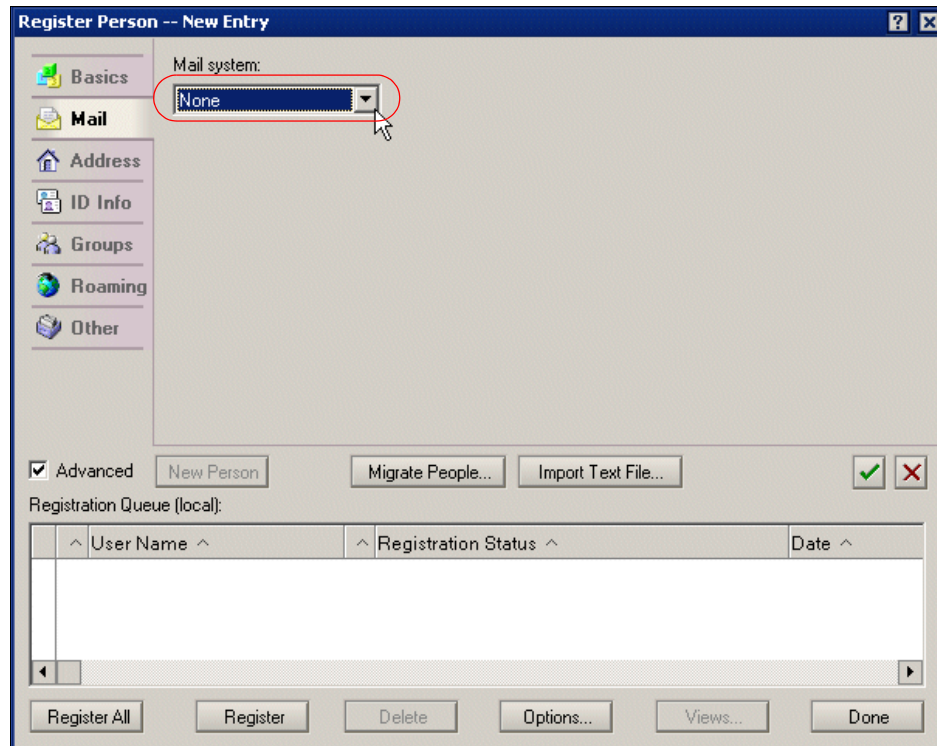 Register Person -- New Entry
Basics
Mail system:
None
Mail
Address
ID Info
Groups
Roaming
Other
Advanced New Person Migrate People... Import Text File...
Registration Queue (local):
User Name Registration Status Date
Register All Register Delete Options... Views... Done